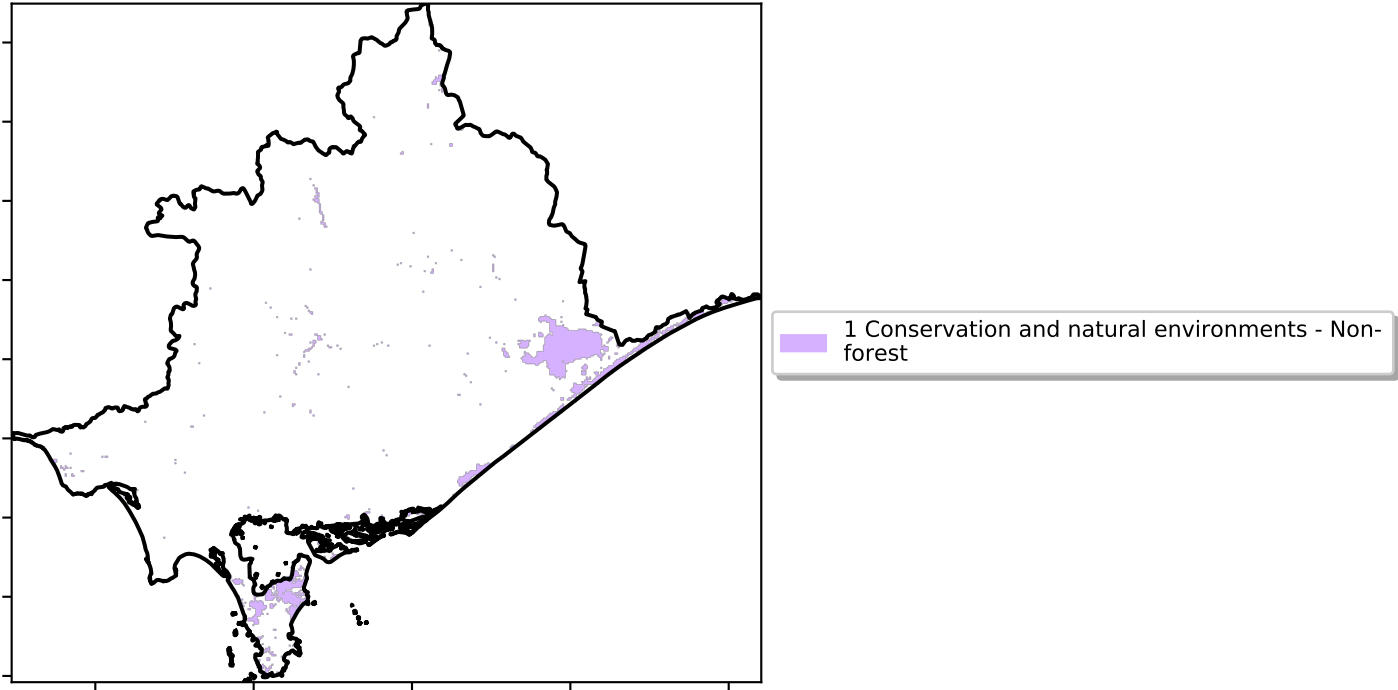 1 Conservation and natural environments - Non-
forest